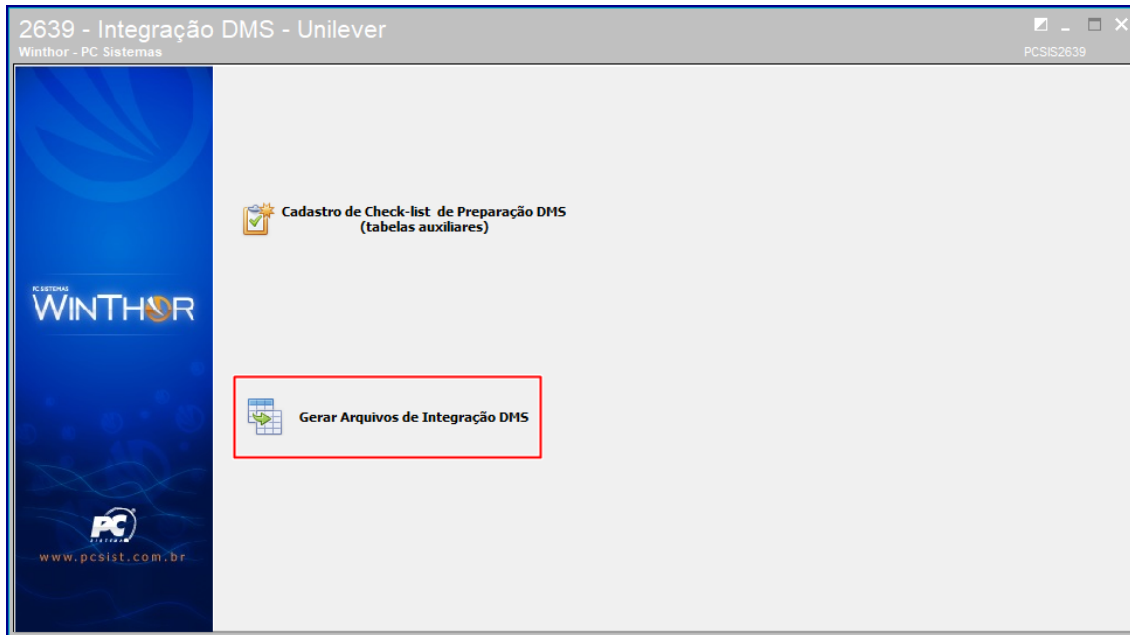 2639 - Integração DMS - Unilever
Winthor - PC Sistemas
PCSIS2639
Cadastro de Check-list de Preparação DMS
(tabelas auxiliares)
PC SISTEMAS
WINTHOR
Gerar Arquivos de Integração DMS
PC
SISTEMAS
www.pcsist.com.br